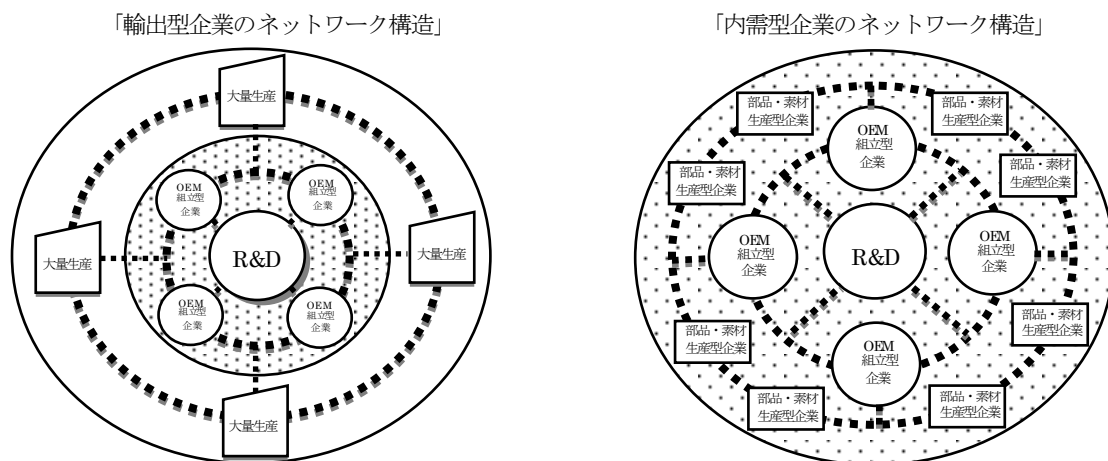 「輸出型企業のネットワーク構造」
大量生産
OEM
組立型
企業
OEM
組立型
企業
大量生産
R&D
大量生産
OEM
組立型
企業
OEM
組立型
企業
大量生産
「内需型企業のネットワーク構造」
部品・素材
生産型企業
部品・素材
生産型企業
OEM
組立型
企業
部品・素材
生産型企業
部品・素材
生産型企業
OEM
組立型
企業
R&D
OEM
組立型
企業
部品・素材
生産型企業
部品・素材
生産型企業
OEM
組立型
企業
部品・素材
生産型企業
部品・素材
生産型企業